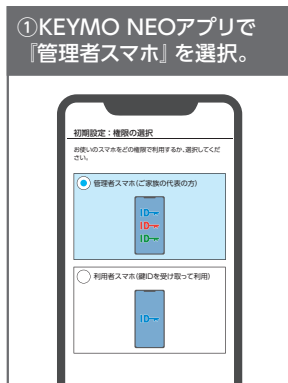 ①KEYMO NEOアプリで
『管理者スマホ』を選択。
初期設定：権限の選択
お使いのスマホをどの権限で利用するか、選択してくだ
さい。
管理者スマホ(ご家族の代表の方)
ID
ID
ID
利用者スマホ(鍵IDを受け取って利用)
ID